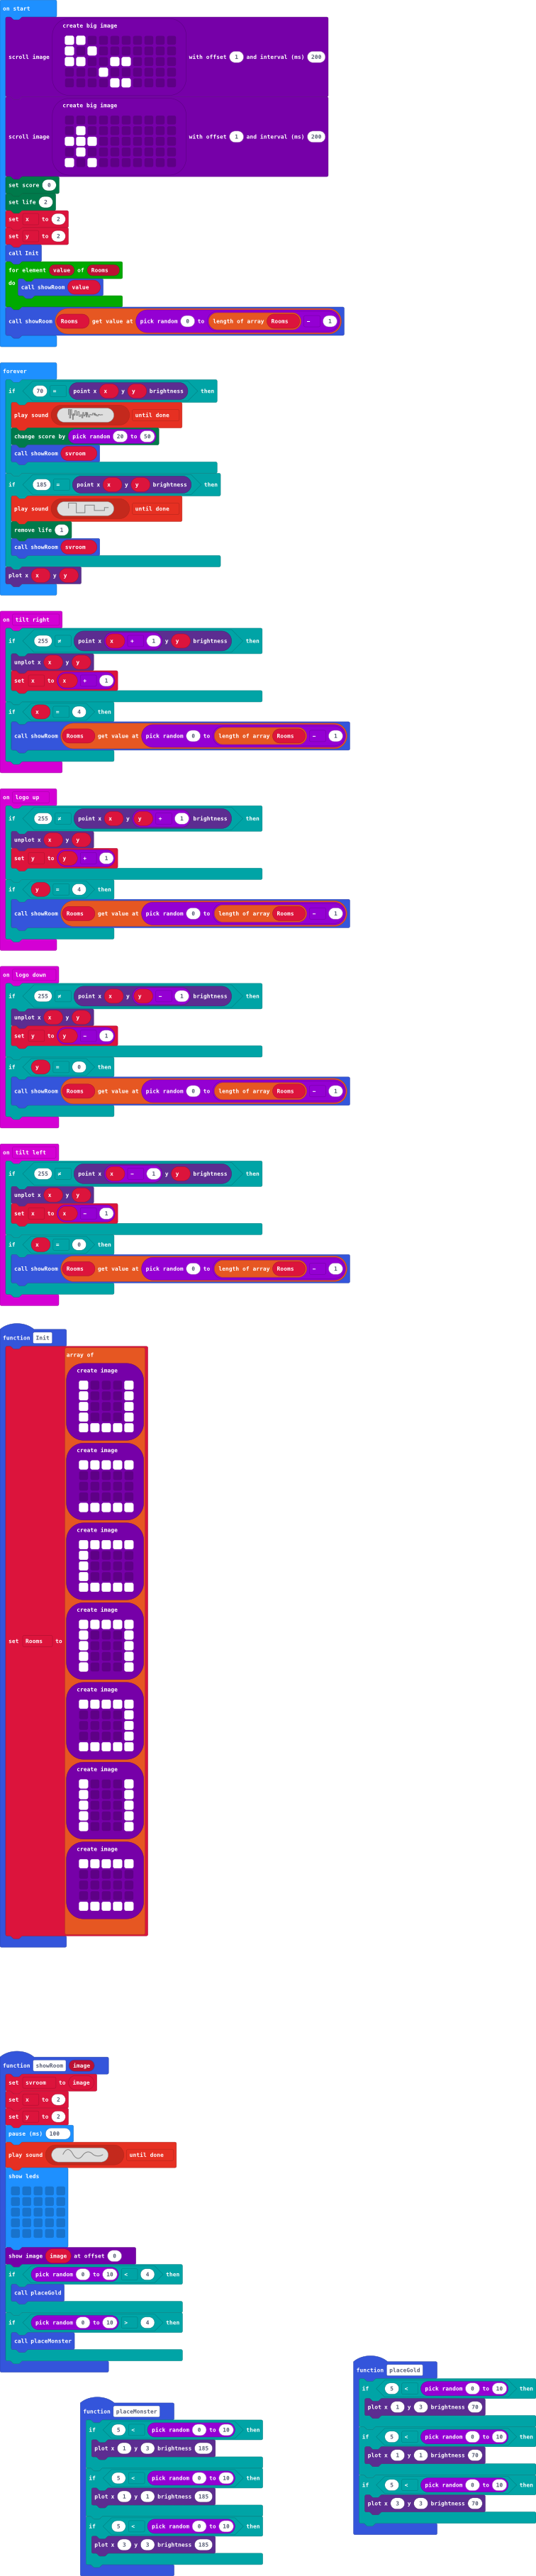 on start
create big image
scroll image with offset 1 and interval (ms) 200
create big image
scroll image with offset 1 and interval (ms) 200
set score 0
set life 2
set x to 2
set y to 2
call Init
for element value of Rooms
do call showRoom value
call showRoom Rooms get value at pick random 0 to length of array Rooms - 1
forever
if 70 = point x x y y brightness then
play sound until done
change score by pick random 20 to 50
call showRoom svroom
if 185 = point x x y y brightness then
play sound until done
remove life 1
call showRoom svroom
plot x x y y
on tilt right
if 255 ≠ point x x + 1 y y brightness then
unplot x x y y
set x to x + 1
if x = 4 then
call showRoom Rooms get value at pick random 0 to length of array Rooms - 1
on logo up
if 255 ≠ point x x y y + 1 brightness then
unplot x x y y
set y to y + 1
if y = 4 then
call showRoom Rooms get value at pick random 0 to length of array Rooms - 1
on logo down
if 255 ≠ point x x y y - 1 brightness then
unplot x x y y
set y to y - 1
if y = 0 then
call showRoom Rooms get value at pick random 0 to length of array Rooms - 1
on tilt left
if 255 ≠ point x x - 1 y y brightness then
unplot x x y y
set x to x - 1
if x = 0 then
call showRoom Rooms get value at pick random 0 to length of array Rooms - 1
function Init
array of
create image
create image
create image
create image
set Rooms to
create image
create image
create image
function showRoom image
set svroom to image
set x to 2
set y to 2
pause (ms) 100
play sound until done
show leds
show image image at offset 0
if pick random 0 to 10 < 4 then
call placeGold
if pick random 0 to 10 > 4 then
call placeMonster
function placeGold
if 5 < pick random 0 to 10 then
plot x 1 y 3 brightness 70
if 5 < pick random 0 to 10 then
plot x 1 y 1 brightness 70
if 5 < pick random 0 to 10 then
plot x 3 y 3 brightness 70
function placeMonster
if 5 < pick random 0 to 10 then
plot x 1 y 3 brightness 185
if 5 < pick random 0 to 10 then
plot x 1 y 1 brightness 185
if 5 < pick random 0 to 10 then
plot x 3 y 3 brightness 185